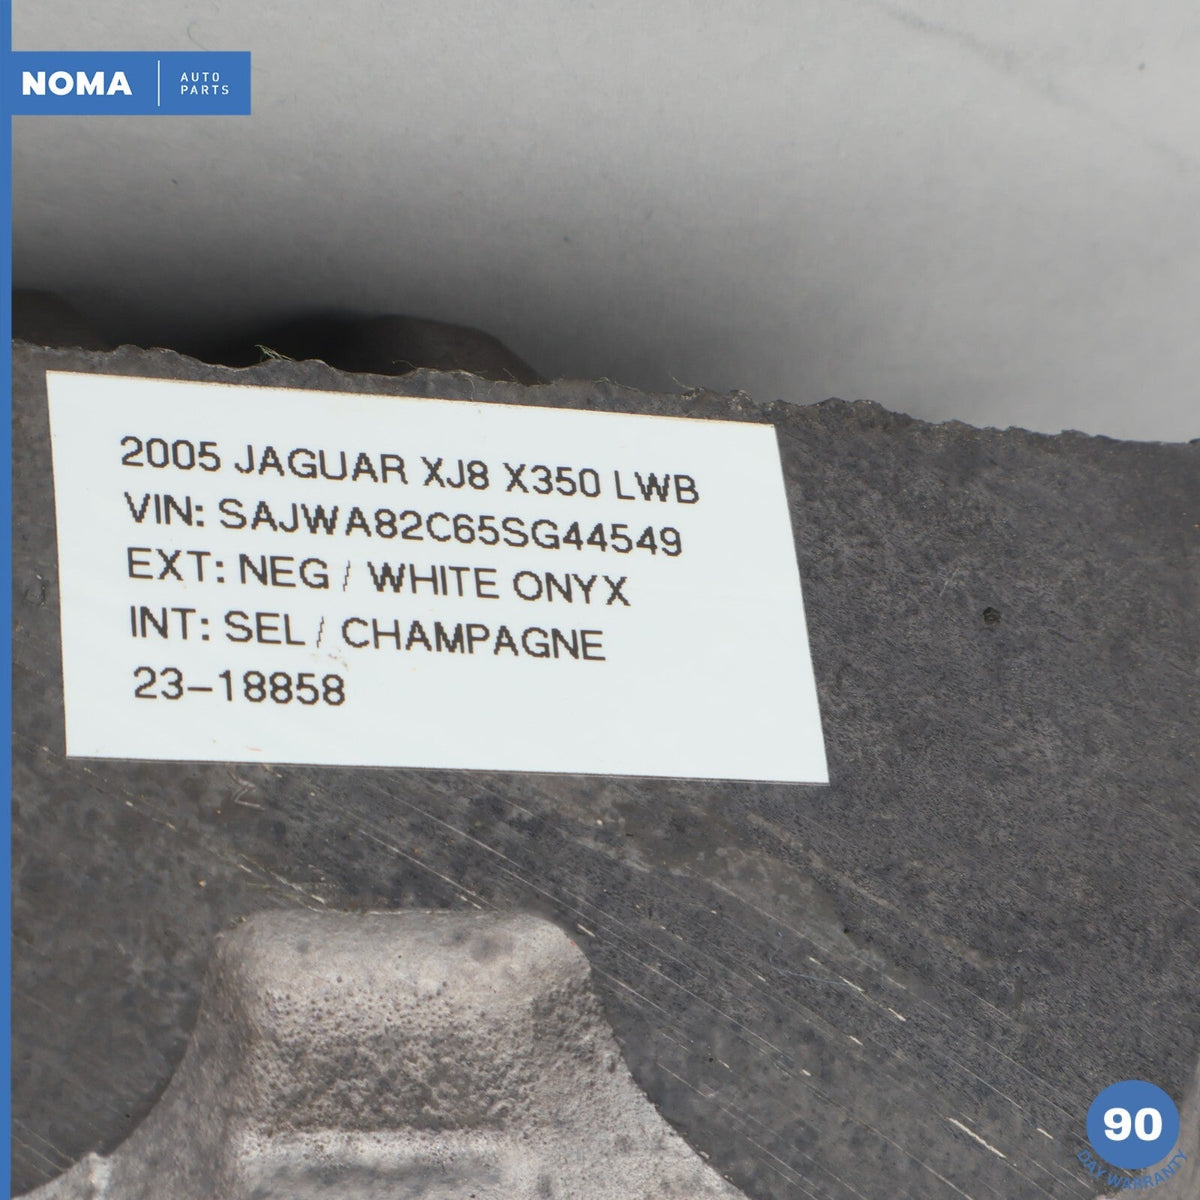 NOMA
AUTO
PARTS
2005 JAGUAR XJ8 X350 LWB
VIN: SAJWA82C65SG44549
EXT: NEG / WHITE ONYX
INT: SEL / CHAMPAGNE
23-18858
90
DAY WARRANTY